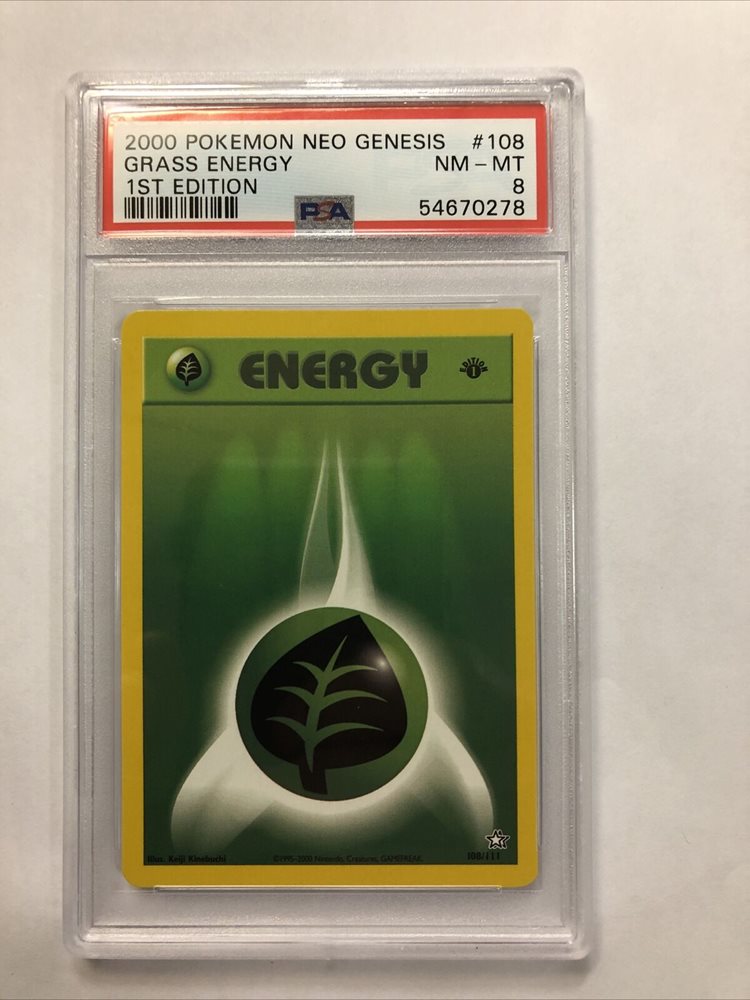 2000 POKEMON NEO GENESIS #108
GRASS ENERGY NM - MT
1ST EDITION 8
PSA 54670278
ENERGY
EDITION 1
illus. Keiji Kinebuchi ©1995-2000 Nintendo, Creatures, GAMEFREAK. 108/111